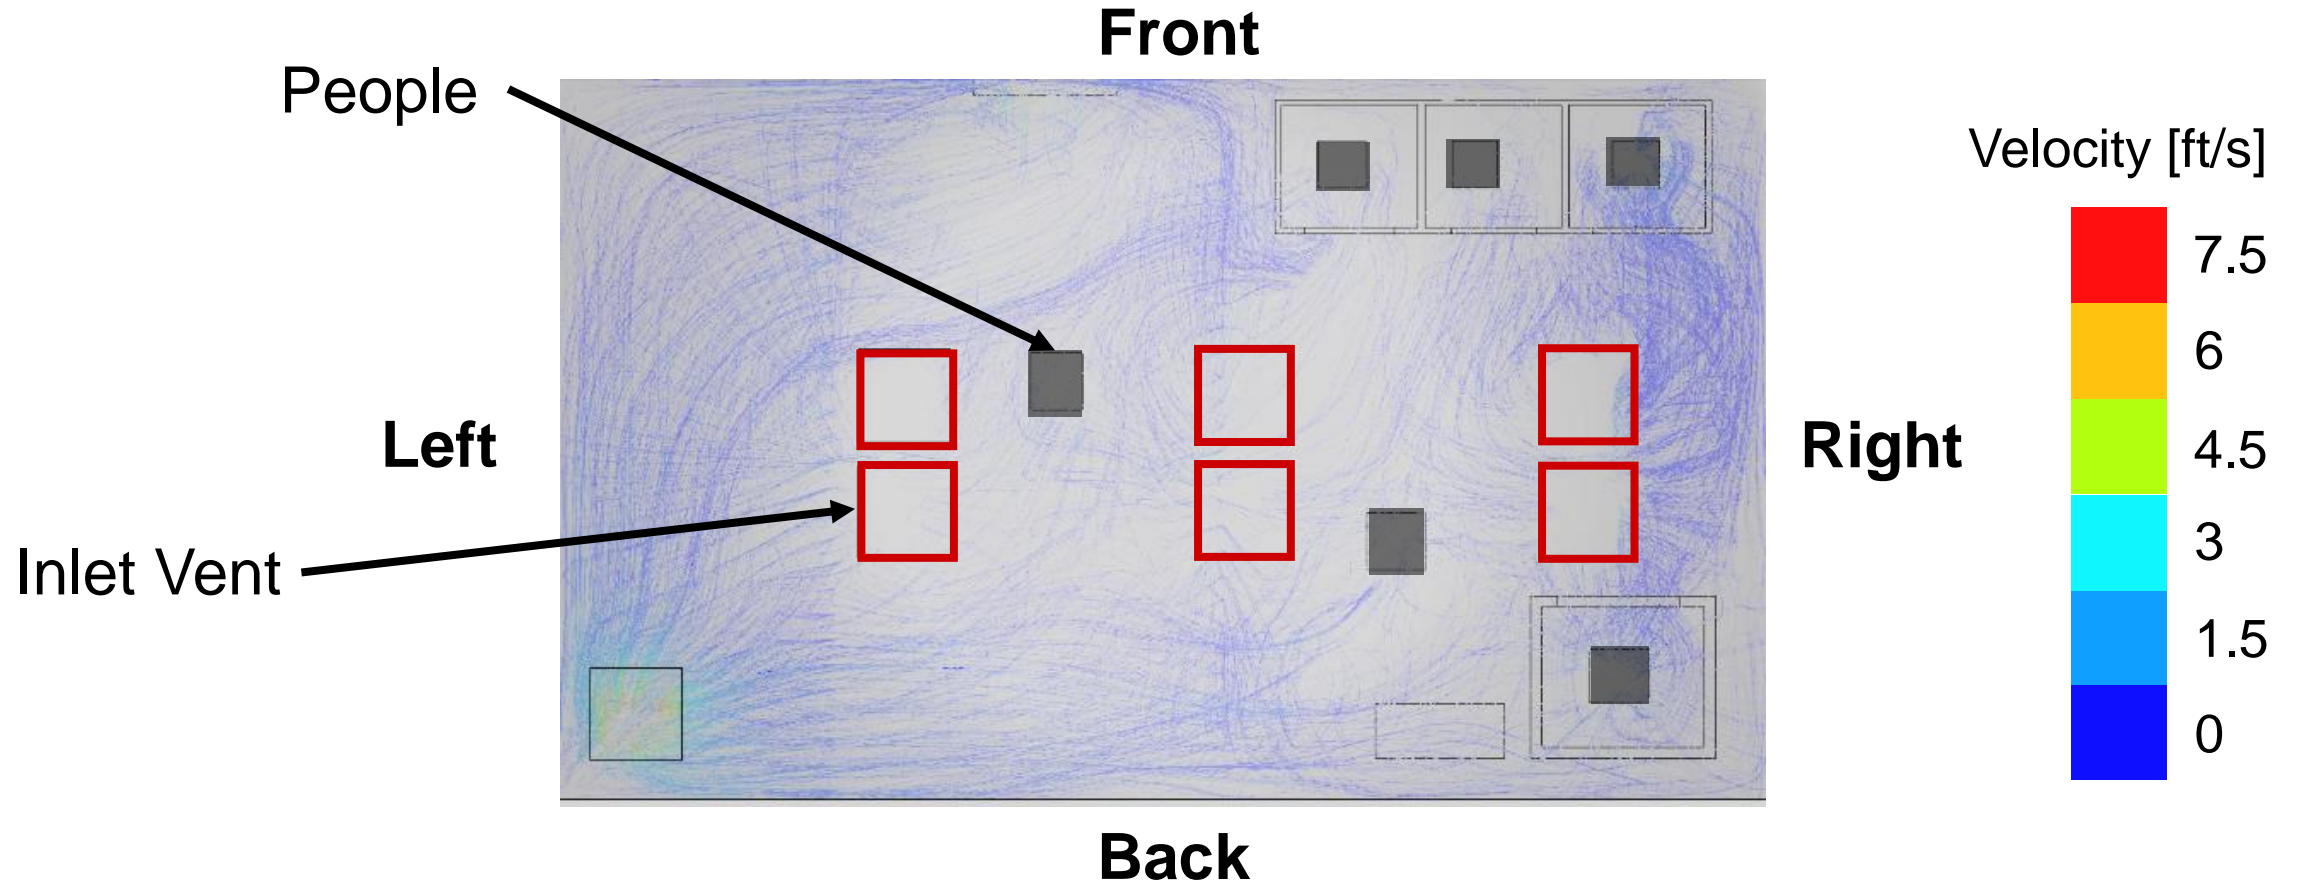 Front
People
Velocity [ft/s]
7.5
6
Left
Right
4.5
3
Inlet Vent
1.5
0
Back